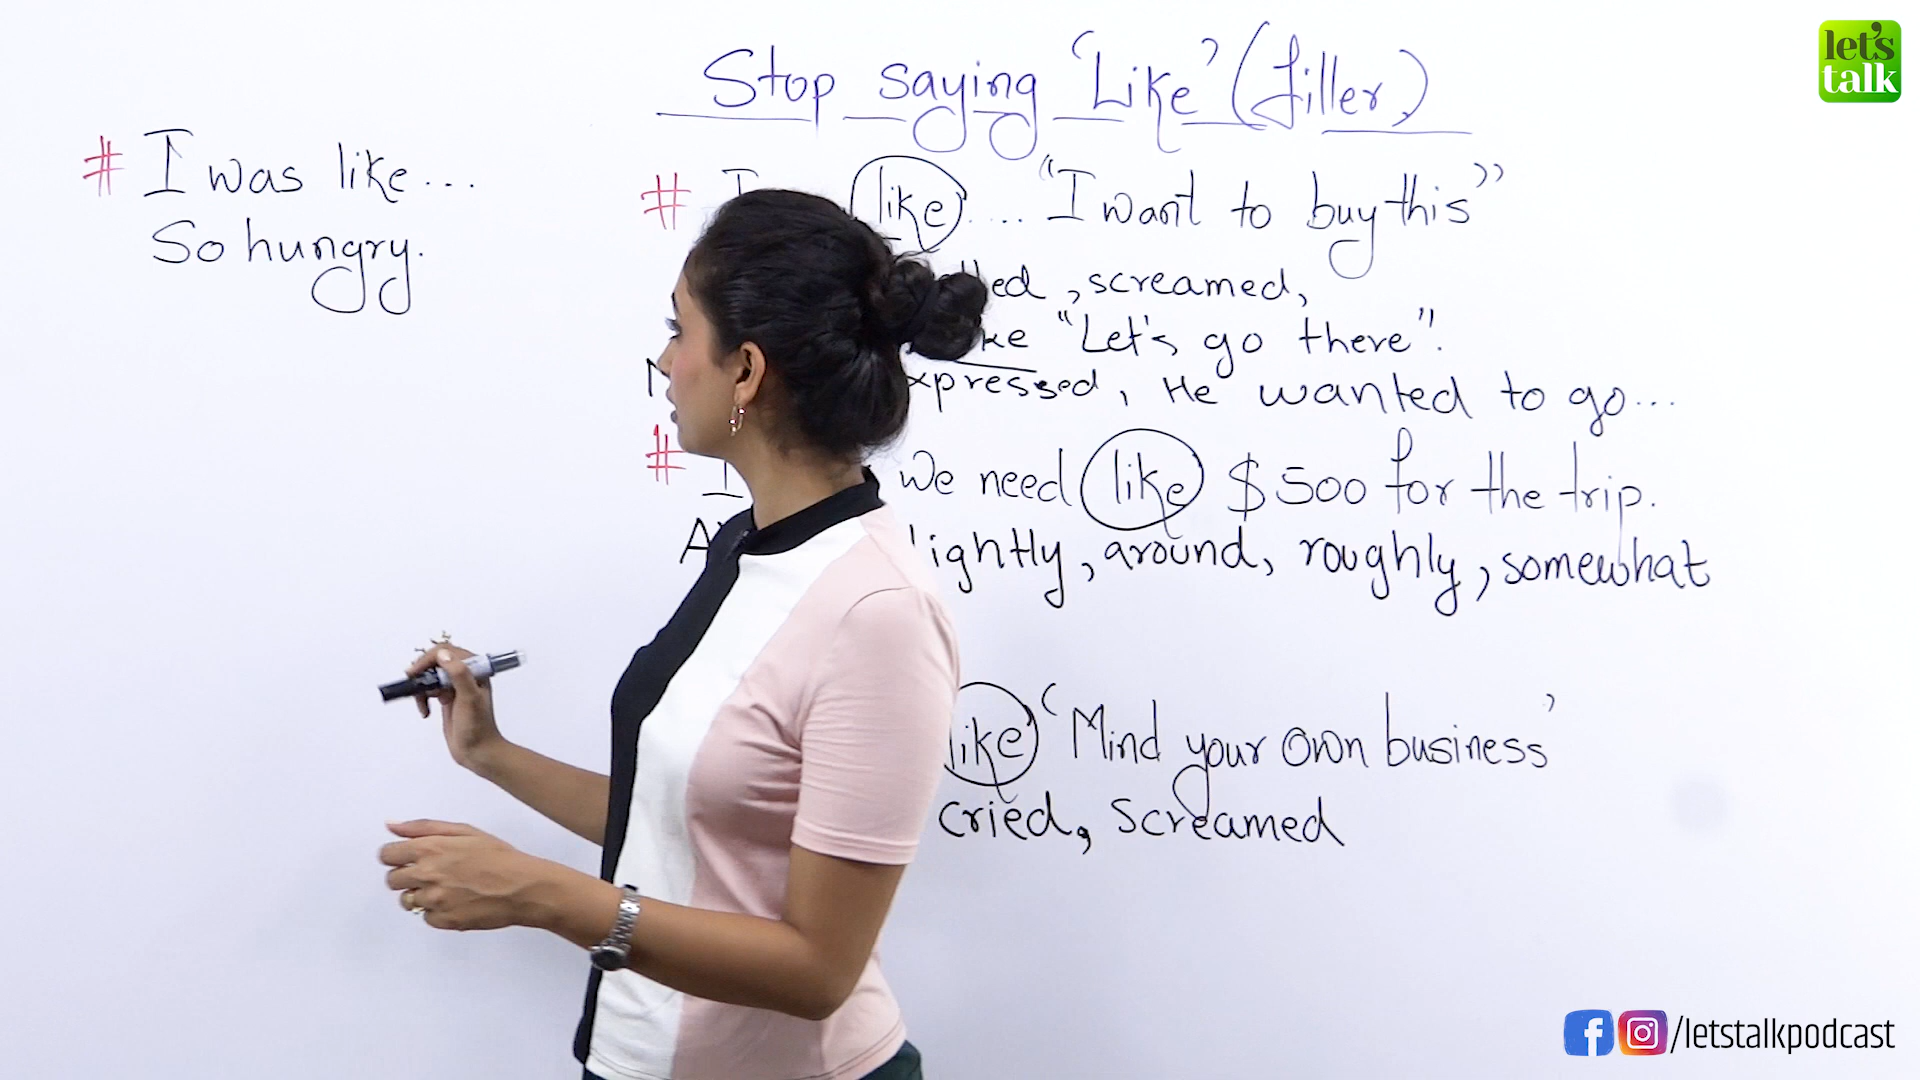 let's
talk
Stop saying 'Like' (filler)
# I was like...
So hungry.
# I like .... "I want to buy this"
, screamed,
"Let's go there".
, He wanted to go...
# We need like $500 for the trip.
, around, roughly, somewhat
like 'Mind your own business'
cried, screamed
/letstalkpodcast